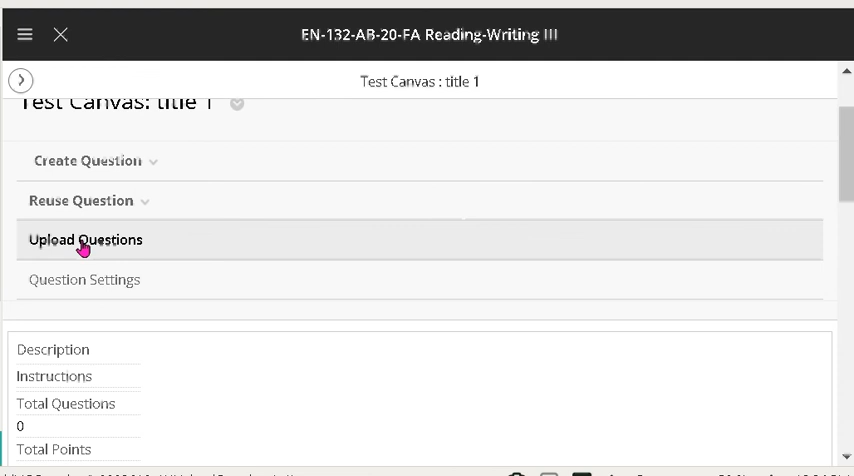 EN-132-AB-20-FA Reading-Writing III
Test Canvas : title 1
Test Canvas: title 1
Create Question
Reuse Question
Upload Questions
Question Settings
Description
Instructions
Total Questions
0
Total Points